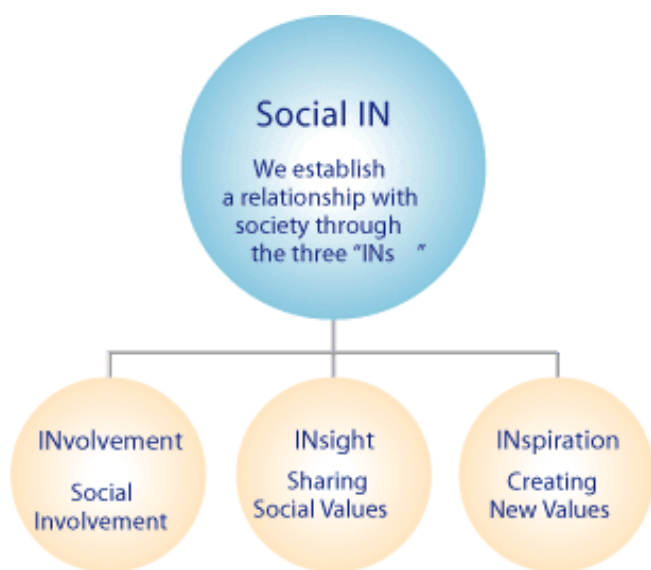 Social IN
We establish
a relationship with
society through
the three “INs ”
INvolvement
Social
Involvement
INsight
Sharing
Social Values
INspiration
Creating
New Values